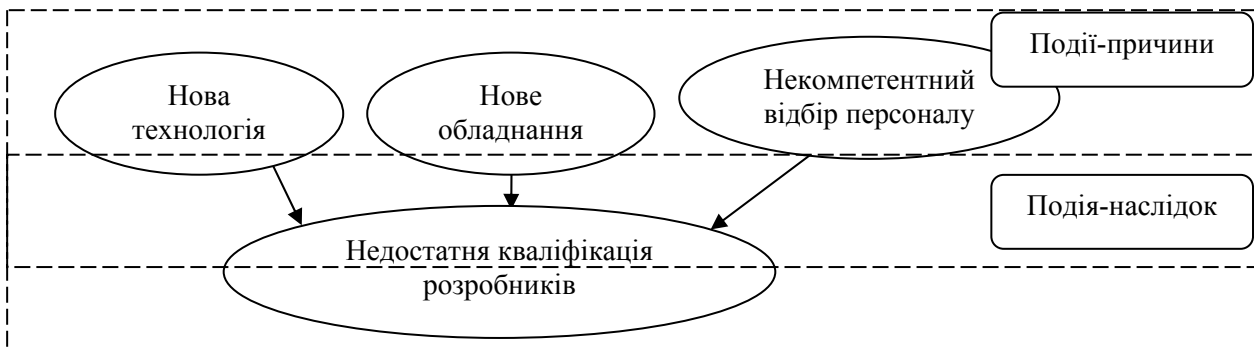 Події-причини
Нова
технологія
Нове
обладнання
Некомпетентний
відбір персоналу
Подія-наслідок
Недостатня кваліфікація
розробників